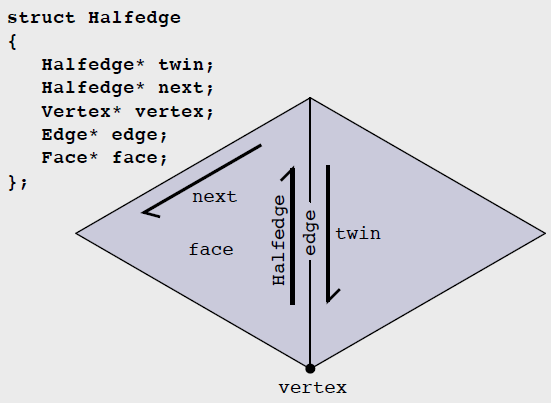 struct Halfedge
{
Halfedge* twin;
Halfedge* next;
Vertex* vertex;
Edge* edge;
Face* face;
};
next
face
Halfedge
edge
twin
vertex